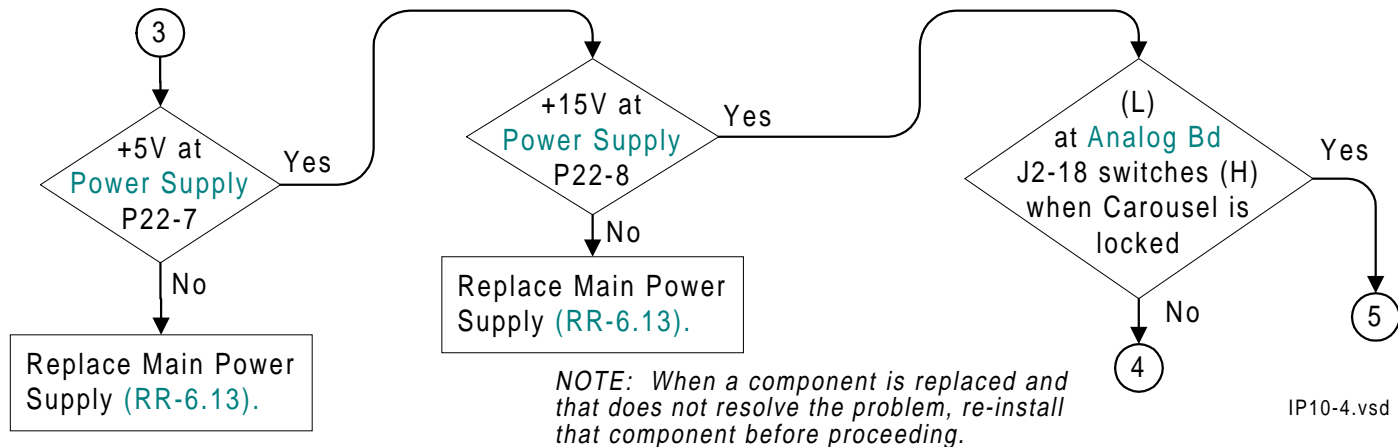 3
+5V at
Power Supply
P22-7
Yes
No
Replace Main Power
Supply (RR-6.13).
+15V at
Power Supply
P22-8
Yes
No
Replace Main Power
Supply (RR-6.13).
(L)
at Analog Bd
J2-18 switches (H)
when Carousel is
locked
Yes
No
4
5
NOTE: When a component is replaced and
that does not resolve the problem, re-install
that component before proceeding.
IP10-4.vsd